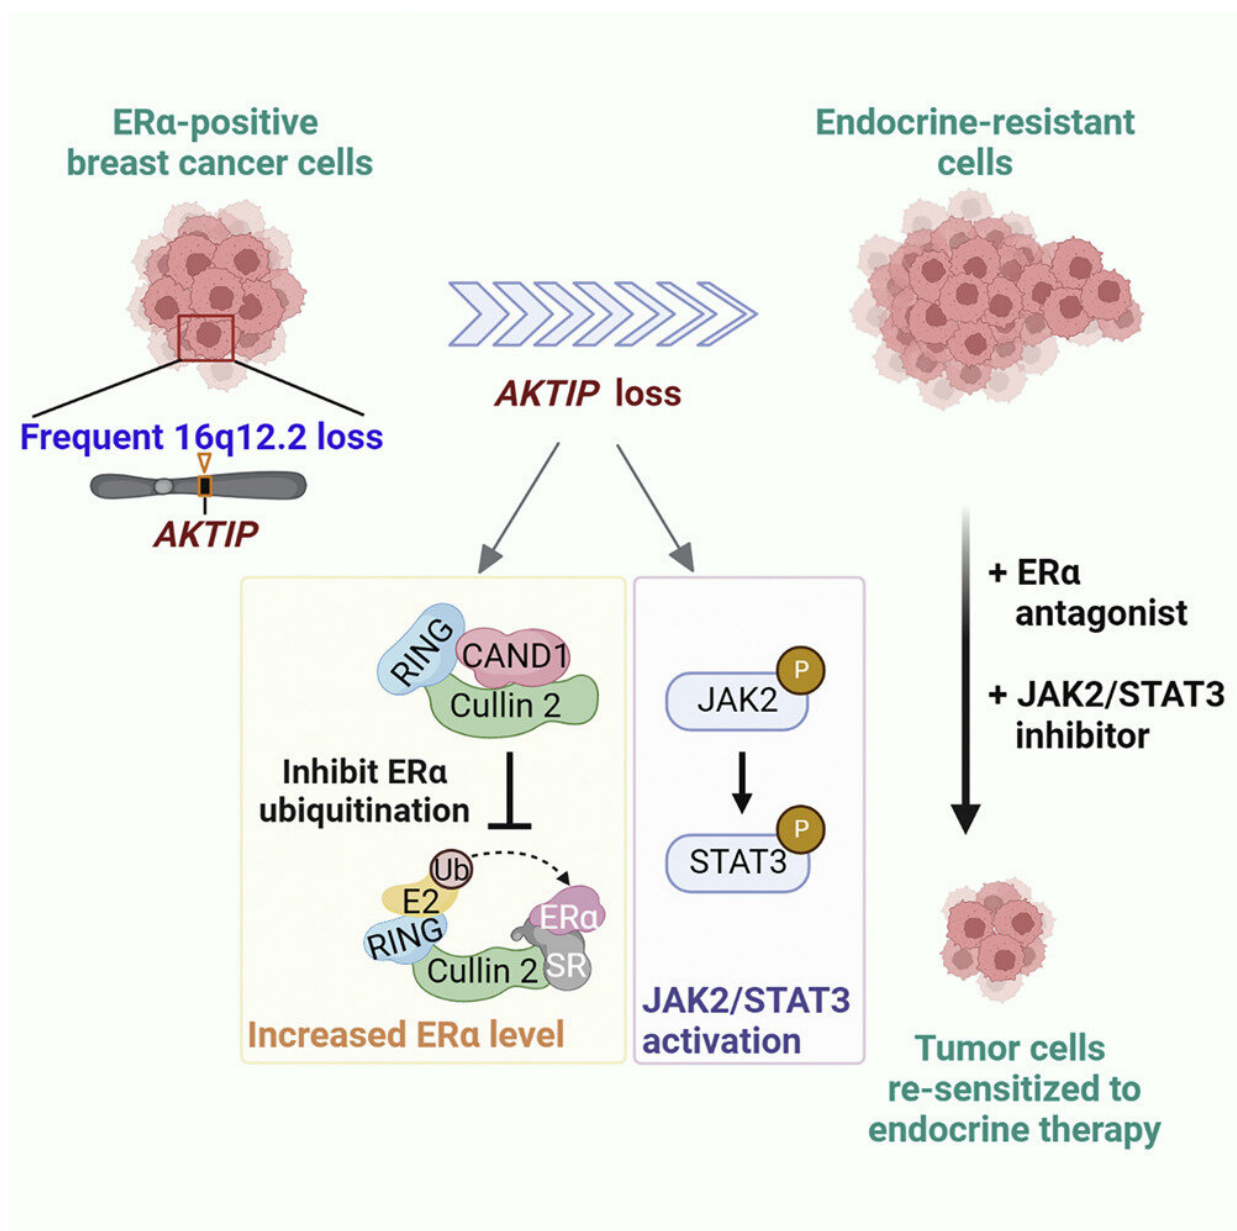 ERα-positive
breast cancer cells
Endocrine-resistant
cells
AKTIP loss
Frequent 16q12.2 loss
AKTIP
+ ERα
antagonist
+ JAK2/STAT3
inhibitor
RING
CAND1
Cullin 2
Inhibit ERα
ubiquitination
Ub
E2
RING
Cullin 2
ERα
SR
Increased ERα level
P
JAK2
P
STAT3
JAK2/STAT3
activation
Tumor cells
re-sensitized to
endocrine therapy